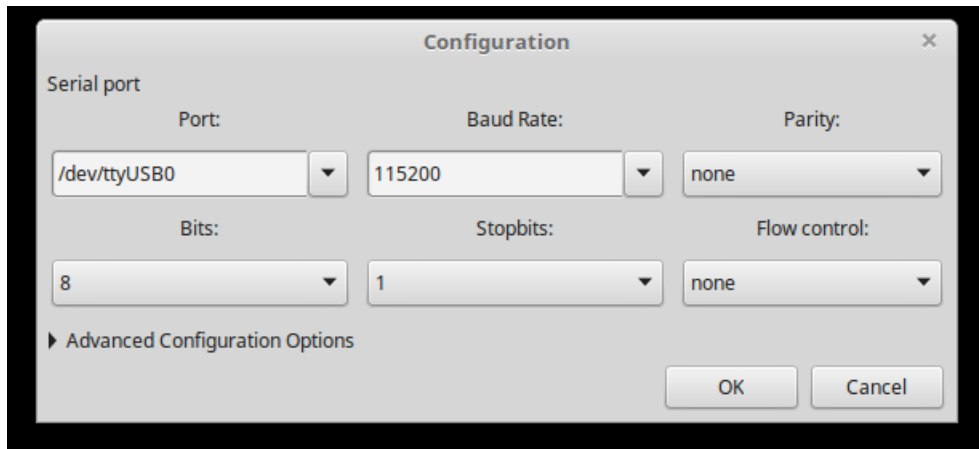 Configuration
Serial port
Port: Baud Rate: Parity:
/dev/ttyUSB0 115200 none
Bits: Stopbits: Flow control:
8 1 none
Advanced Configuration Options
OK Cancel